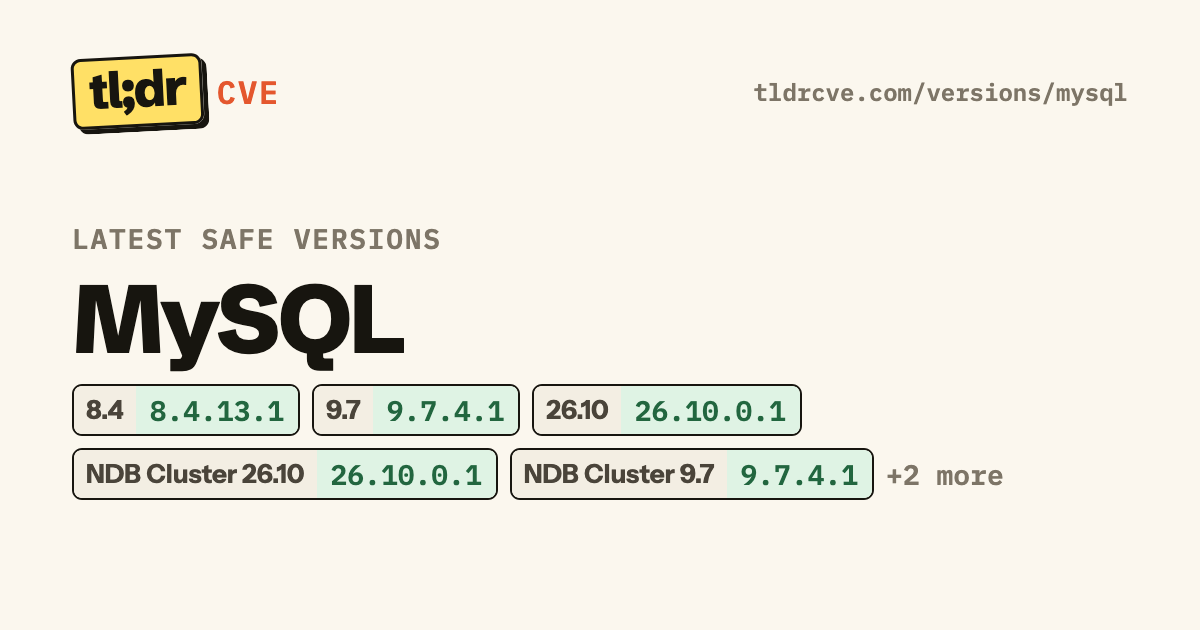 tl;dr CVE tldrcve.com/versions/mysql
LATEST SAFE VERSIONS
MySQL
8.4 8.4.13.1 9.7 9.7.4.1 26.10 26.10.0.1
NDB Cluster 26.10 26.10.0.1 NDB Cluster 9.7 9.7.4.1 +2 more